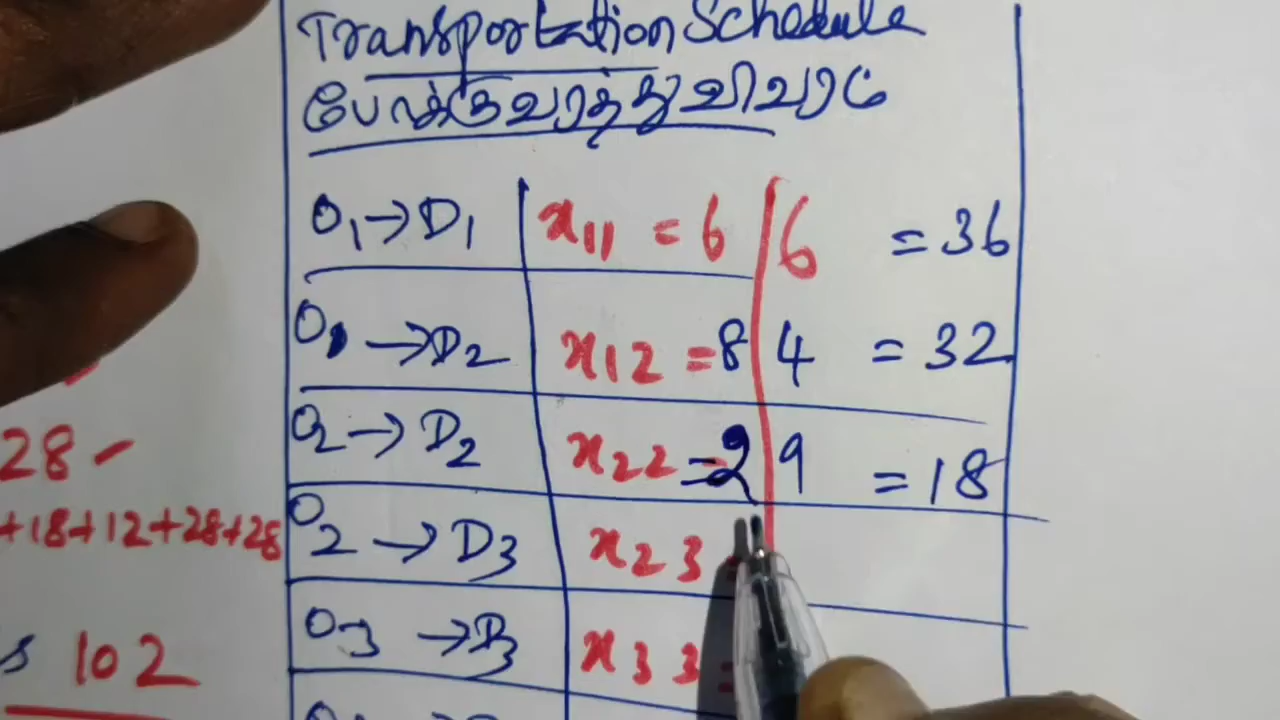 Transportation Schedule
போக்குவரத்து விவரம்
O1 → D1 x11 = 6 6 = 36
O1 → D2 x12 = 8 4 = 32
O2 → D2 x22 = 2 9 = 18
28
+18+12+28+28
O2 → D3 x23 =
O3 → D3 x33 =
s 102